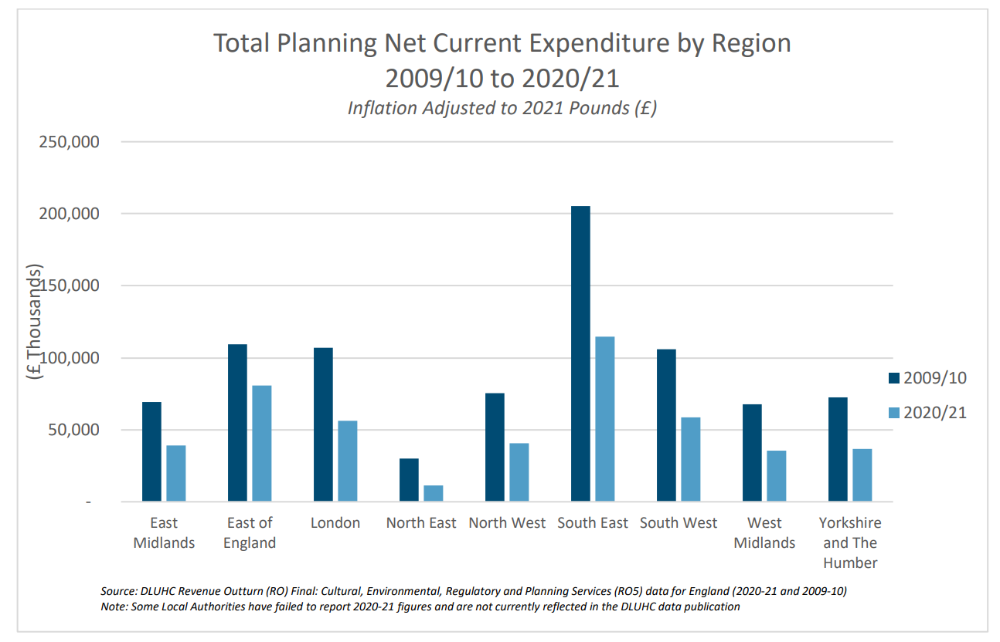 Total Planning Net Current Expenditure by Region
2009/10 to 2020/21
Inflation Adjusted to 2021 Pounds (£)
250,000
200,000
150,000
100,000
50,000
-
(£ Thousands)
2009/10
2020/21
East
Midlands
East of
England
London
North East
North West
South East
South West
West
Midlands
Yorkshire
and The
Humber
Source: DLUHC Revenue Outturn (RO) Final: Cultural, Environmental, Regulatory and Planning Services (RO5) data for England (2020-21 and 2009-10)
Note: Some Local Authorities have failed to report 2020-21 figures and are not currently reflected in the DLUHC data publication